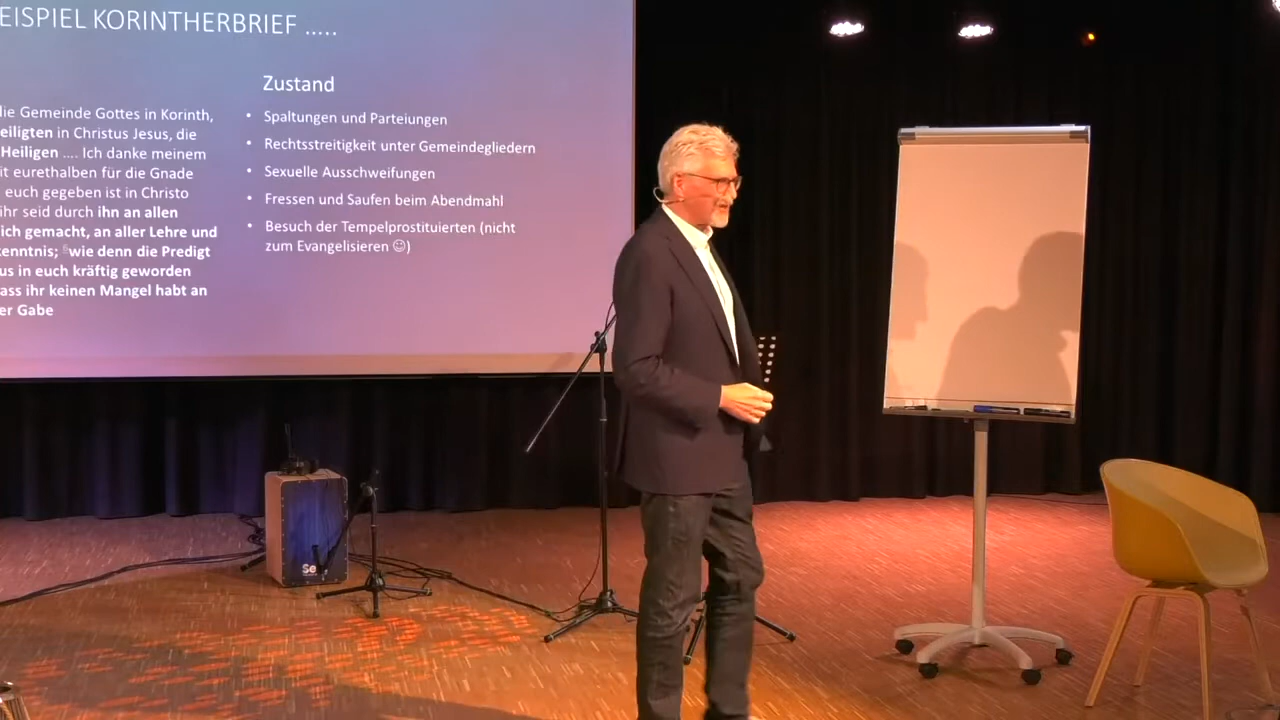 EISPIEL KORINTHERBRIEF .....
die Gemeinde Gottes in Korinth,
eiligten in Christus Jesus, die
Heiligen .... Ich danke meinem
it eurethalben für die Gnade
euch gegeben ist in Christo
ihr seid durch ihn an allen
ich gemacht, an aller Lehre und
kenntnis; wie denn die Predigt
us in euch kräftig geworden
ass ihr keinen Mangel habt an
er Gabe
Zustand
• Spaltungen und Parteiungen
• Rechtsstreitigkeit unter Gemeindegliedern
• Sexuelle Ausschweifungen
• Fressen und Saufen beim Abendmahl
• Besuch der Tempelprostituierten (nicht
zum Evangelisieren ☺)
Se